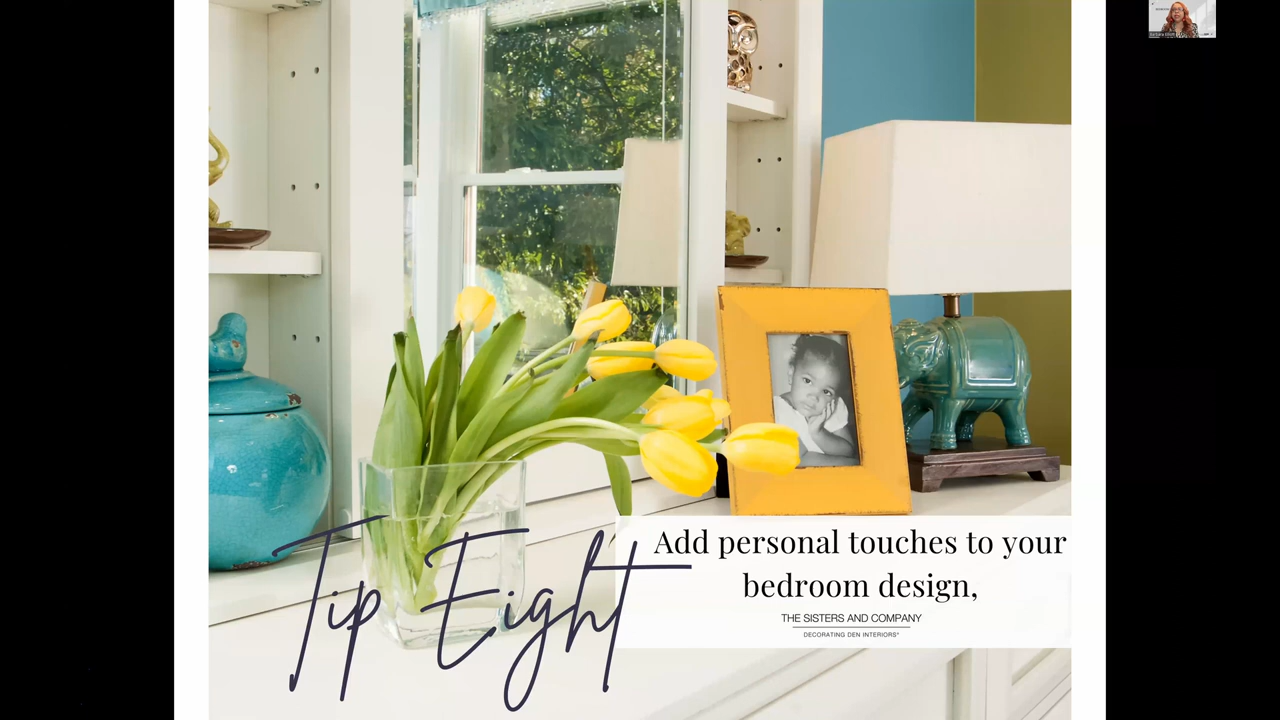 Tip Eight
Add personal touches to your
bedroom design,
THE SISTERS AND COMPANY
DECORATING DEN INTERIORS®